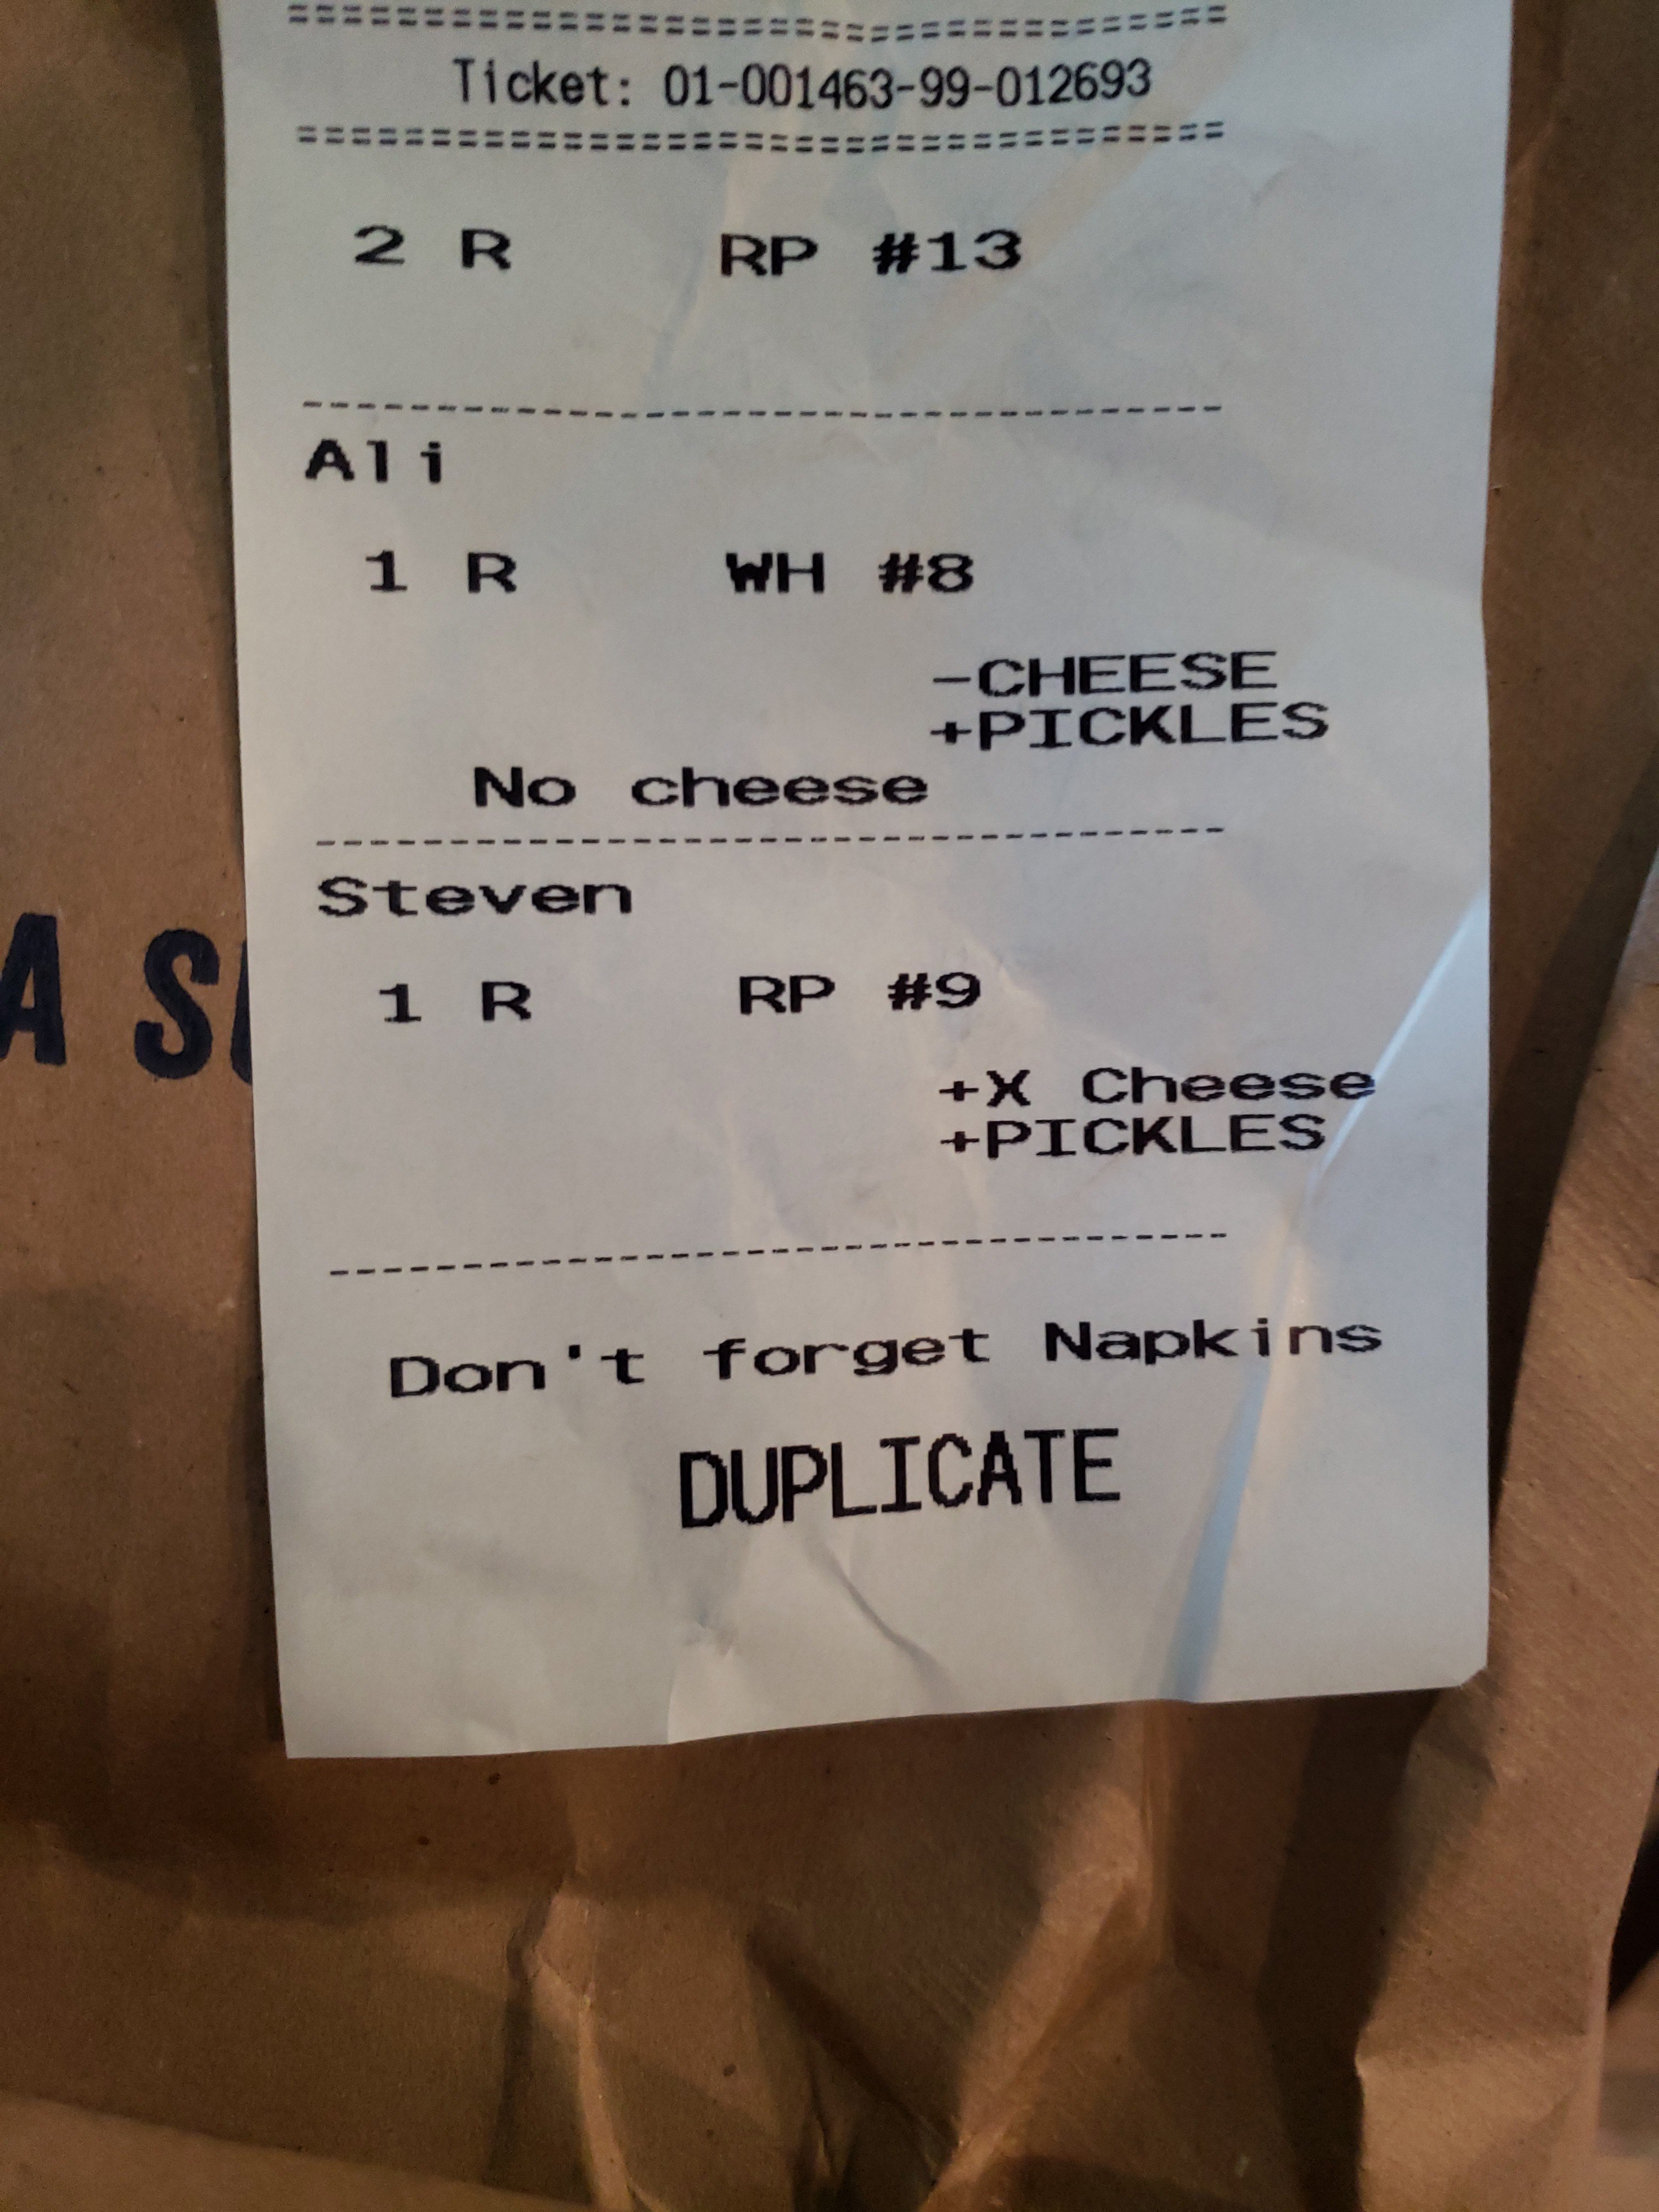 ========================================
Ticket: 01-001463-99-012693
========================================
2 R RP #13
-----------------------------------
Ali
1 R WH #8
-CHEESE
+PICKLES
No cheese
-----------------------------------
Steven
1 R RP #9
+X Cheese
+PICKLES
-----------------------------------
Don't forget Napkins
DUPLICATE
A S